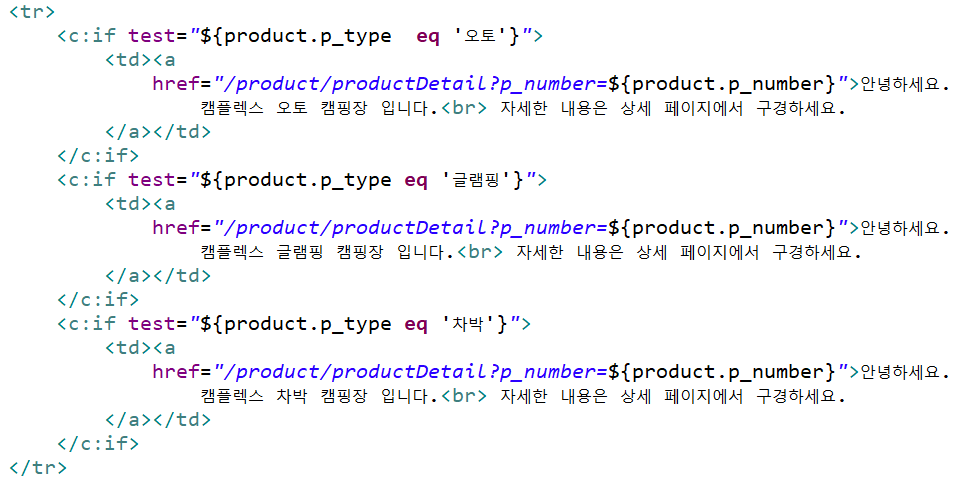 <tr>
<c:if test="${product.p_type  eq '오토'}">
<td><a
href="/product/productDetail?p_number=${product.p_number}">안녕하세요.
캠플렉스 오토 캠핑장 입니다.<br> 자세한 내용은 상세 페이지에서 구경하세요.
</a></td>
</c:if>
<c:if test="${product.p_type eq '글램핑'}">
<td><a
href="/product/productDetail?p_number=${product.p_number}">안녕하세요.
캠플렉스 글램핑 캠핑장 입니다.<br> 자세한 내용은 상세 페이지에서 구경하세요.
</a></td>
</c:if>
<c:if test="${product.p_type eq '차박'}">
<td><a
href="/product/productDetail?p_number=${product.p_number}">안녕하세요.
캠플렉스 차박 캠핑장 입니다.<br> 자세한 내용은 상세 페이지에서 구경하세요.
</a></td>
</c:if>
</tr>